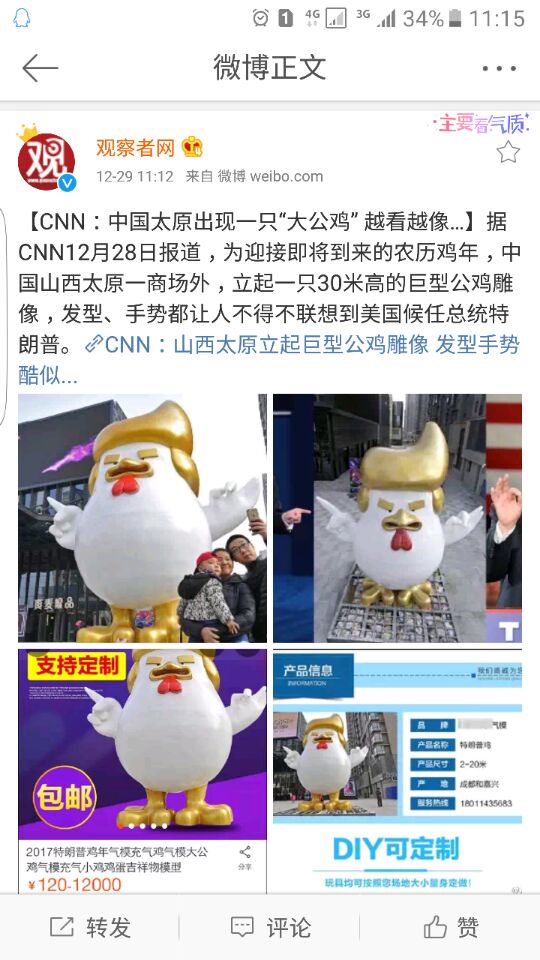 1 4G 3G 34% 11:15
微博正文
主要看气质
观
观察者网
12-29 11:12 来自 微博 weibo.com
【CNN：中国太原出现一只“大公鸡” 越看越像…】据
CNN12月28日报道，为迎接即将到来的农历鸡年，中
国山西太原一商场外，立起一只30米高的巨型公鸡雕
像，发型、手势都让人不得不联想到美国候任总统特
朗普。CNN：山西太原立起巨型公鸡雕像 发型手势
酷似...
T
支持定制
包邮
2017特朗普鸡年气模充气鸡气模大公
鸡气模充气小鸡鸡蛋吉祥物模型
分享
¥120-12000
产品信息
INFORMATION
我们竭诚为您
品 牌 气模
产品名称 特朗普鸡
产品尺寸 2-20米
产 地 成都和嘉兴
服务热线 18011435683
DIY可定制
玩具均可按照您场地大小量身定做！
转发 评论 赞